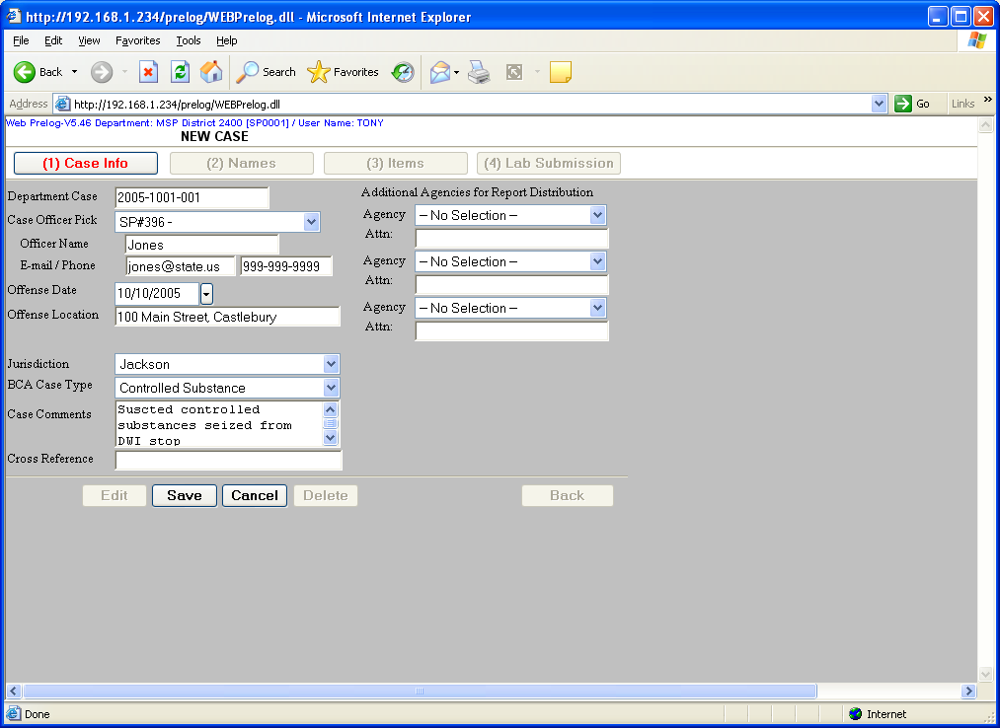 http://192.168.1.234/prelog/WEBPrelog.dll - Microsoft Internet Explorer
File Edit View Favorites Tools Help
Back Search Favorites
Address http://192.168.1.234/prelog/WEBPrelog.dll Go Links »
Web Prelog-V5.46 Department: MSP District 2400 [SP0001] / User Name: TONY
NEW CASE
(1) Case Info (2) Names (3) Items (4) Lab Submission
Department Case 2005-1001-001
Case Officer Pick SP#396 -
Officer Name Jones
E-mail / Phone jones@state.us 999-999-9999
Offense Date 10/10/2005
Offense Location 100 Main Street, Castlebury
Jurisdiction Jackson
BCA Case Type Controlled Substance
Case Comments Suscted controlled
substances seized from
DWI stop
Cross Reference
Additional Agencies for Report Distribution
Agency -- No Selection --
Attn:
Agency -- No Selection --
Attn:
Agency -- No Selection --
Attn:
Edit Save Cancel Delete Back
Done Internet